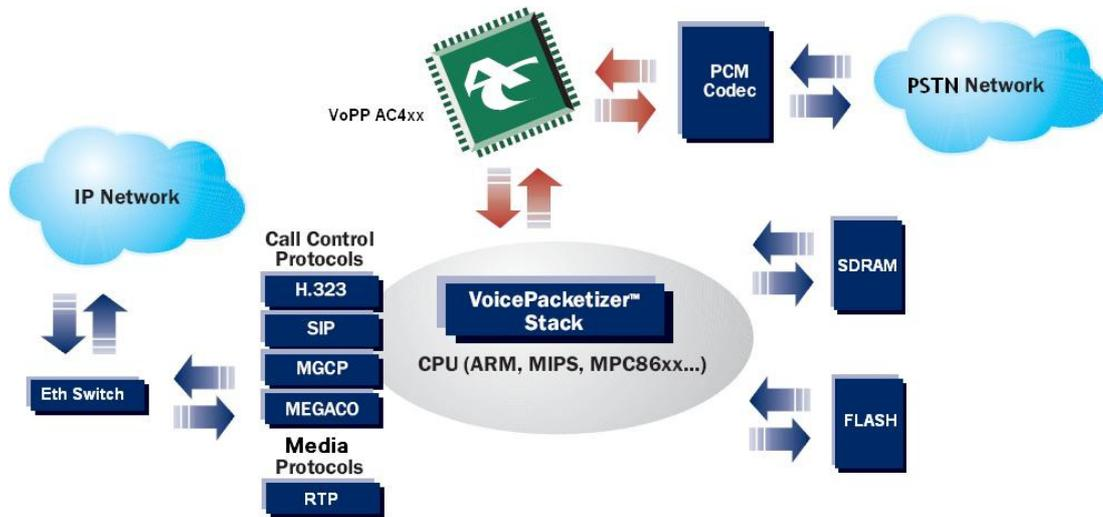 PCM
Codec
PSTN Network
VoPP AC4xx
IP Network
Call Control
Protocols
H.323
SIP
MGCP
MEGACO
Media
Protocols
RTP
VoicePacketizer™
Stack
CPU (ARM, MIPS, MPC86xx...)
SDRAM
FLASH
Eth Switch